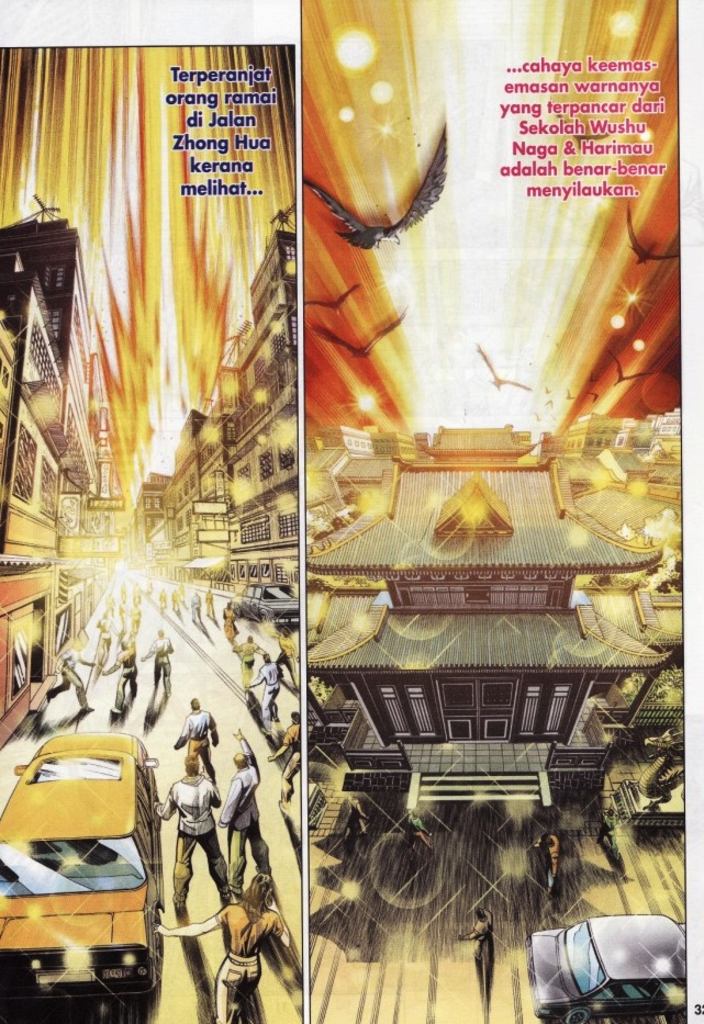 Terperanjat
orang ramai
di Jalan
Zhong Hua
kerana
melihat...
...cahaya keemas-
emasan warnanya
yang terpancar dari
Sekolah Wushu
Naga & Harimau
adalah benar-benar
menyilaukan.